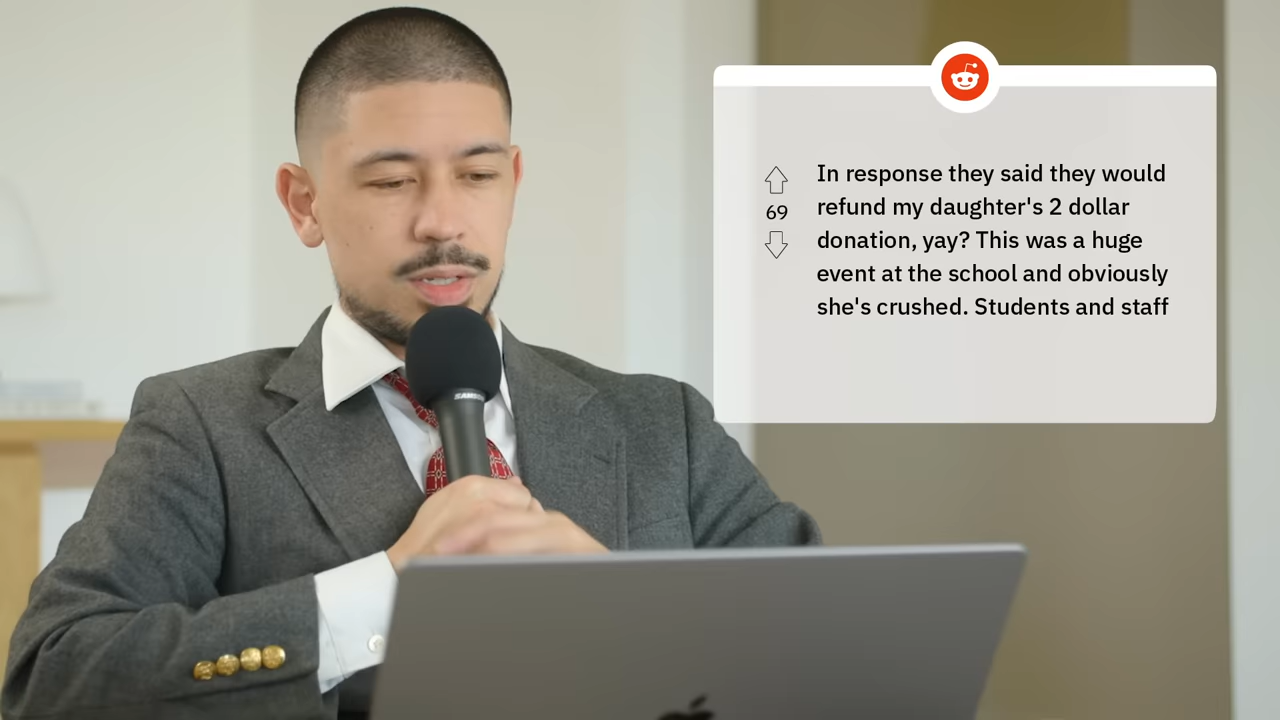 69
In response they said they would
refund my daughter's 2 dollar
donation, yay? This was a huge
event at the school and obviously
she's crushed. Students and staff